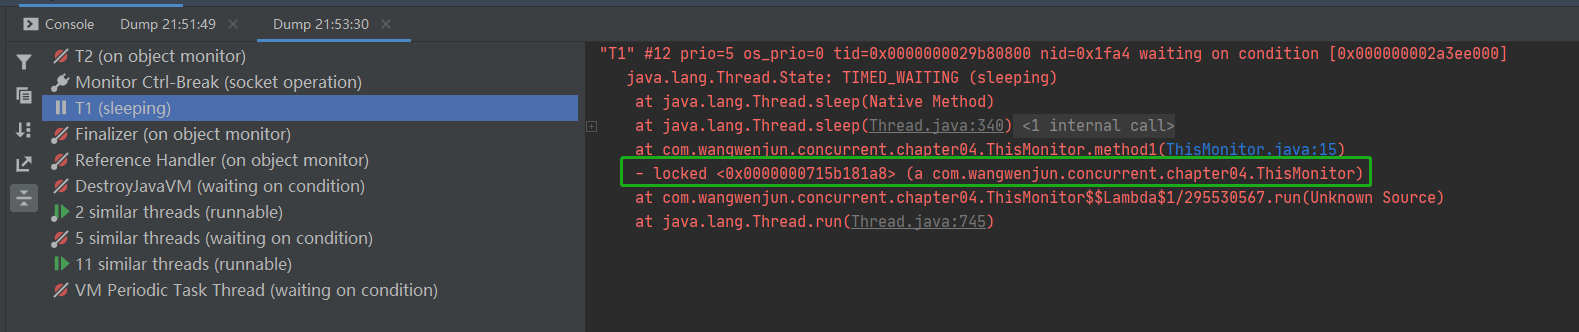 Console Dump 21:51:49 Dump 21:53:30
T2 (on object monitor)
Monitor Ctrl-Break (socket operation)
T1 (sleeping)
Finalizer (on object monitor)
Reference Handler (on object monitor)
DestroyJavaVM (waiting on condition)
2 similar threads (runnable)
5 similar threads (waiting on condition)
11 similar threads (runnable)
VM Periodic Task Thread (waiting on condition)
"T1" #12 prio=5 os_prio=0 tid=0x0000000029b80800 nid=0x1fa4 waiting on condition [0x000000002a3ee000]
java.lang.Thread.State: TIMED_WAITING (sleeping)
at java.lang.Thread.sleep(Native Method)
at java.lang.Thread.sleep(Thread.java:340) <1 internal call>
at com.wangwenjun.concurrent.chapter04.ThisMonitor.method1(ThisMonitor.java:15)
- locked <0x0000000715b181a8> (a com.wangwenjun.concurrent.chapter04.ThisMonitor)
at com.wangwenjun.concurrent.chapter04.ThisMonitor$$Lambda$1/295530567.run(Unknown Source)
at java.lang.Thread.run(Thread.java:745)